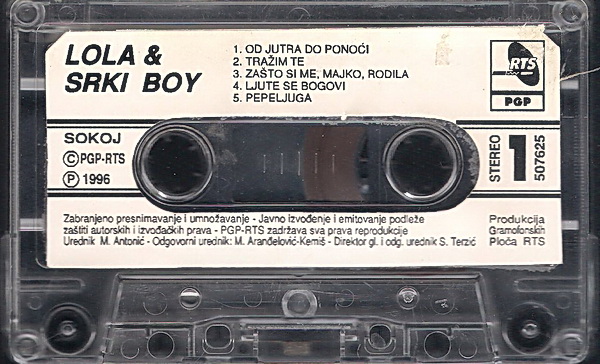 LOLA &
SRKI BOY
1. OD JUTRA DO PONOĆI
2. TRAŽIM TE
3. ZAŠTO SI ME, MAJKO, RODILA
4. LJUTE SE BOGOVI
5. PEPELJUGA
RTS
PGP
SOKOJ
Ⓒ PGP-RTS
Ⓟ 1996
STEREO
1
507625
Zabranjeno presnimavanje i umnožavanje - Javno izvođenje i emitovanje podleže
zaštiti autorskih i izvođačkih prava - PGP-RTS zadržava sva prava reprodukcije
Urednik M. Antonić - Odgovorni urednik: M. Aranđelović-Kemiš - Direktor gl. i odg. urednik S. Terzić
Produkcija
Gramofonskih
Ploča RTS